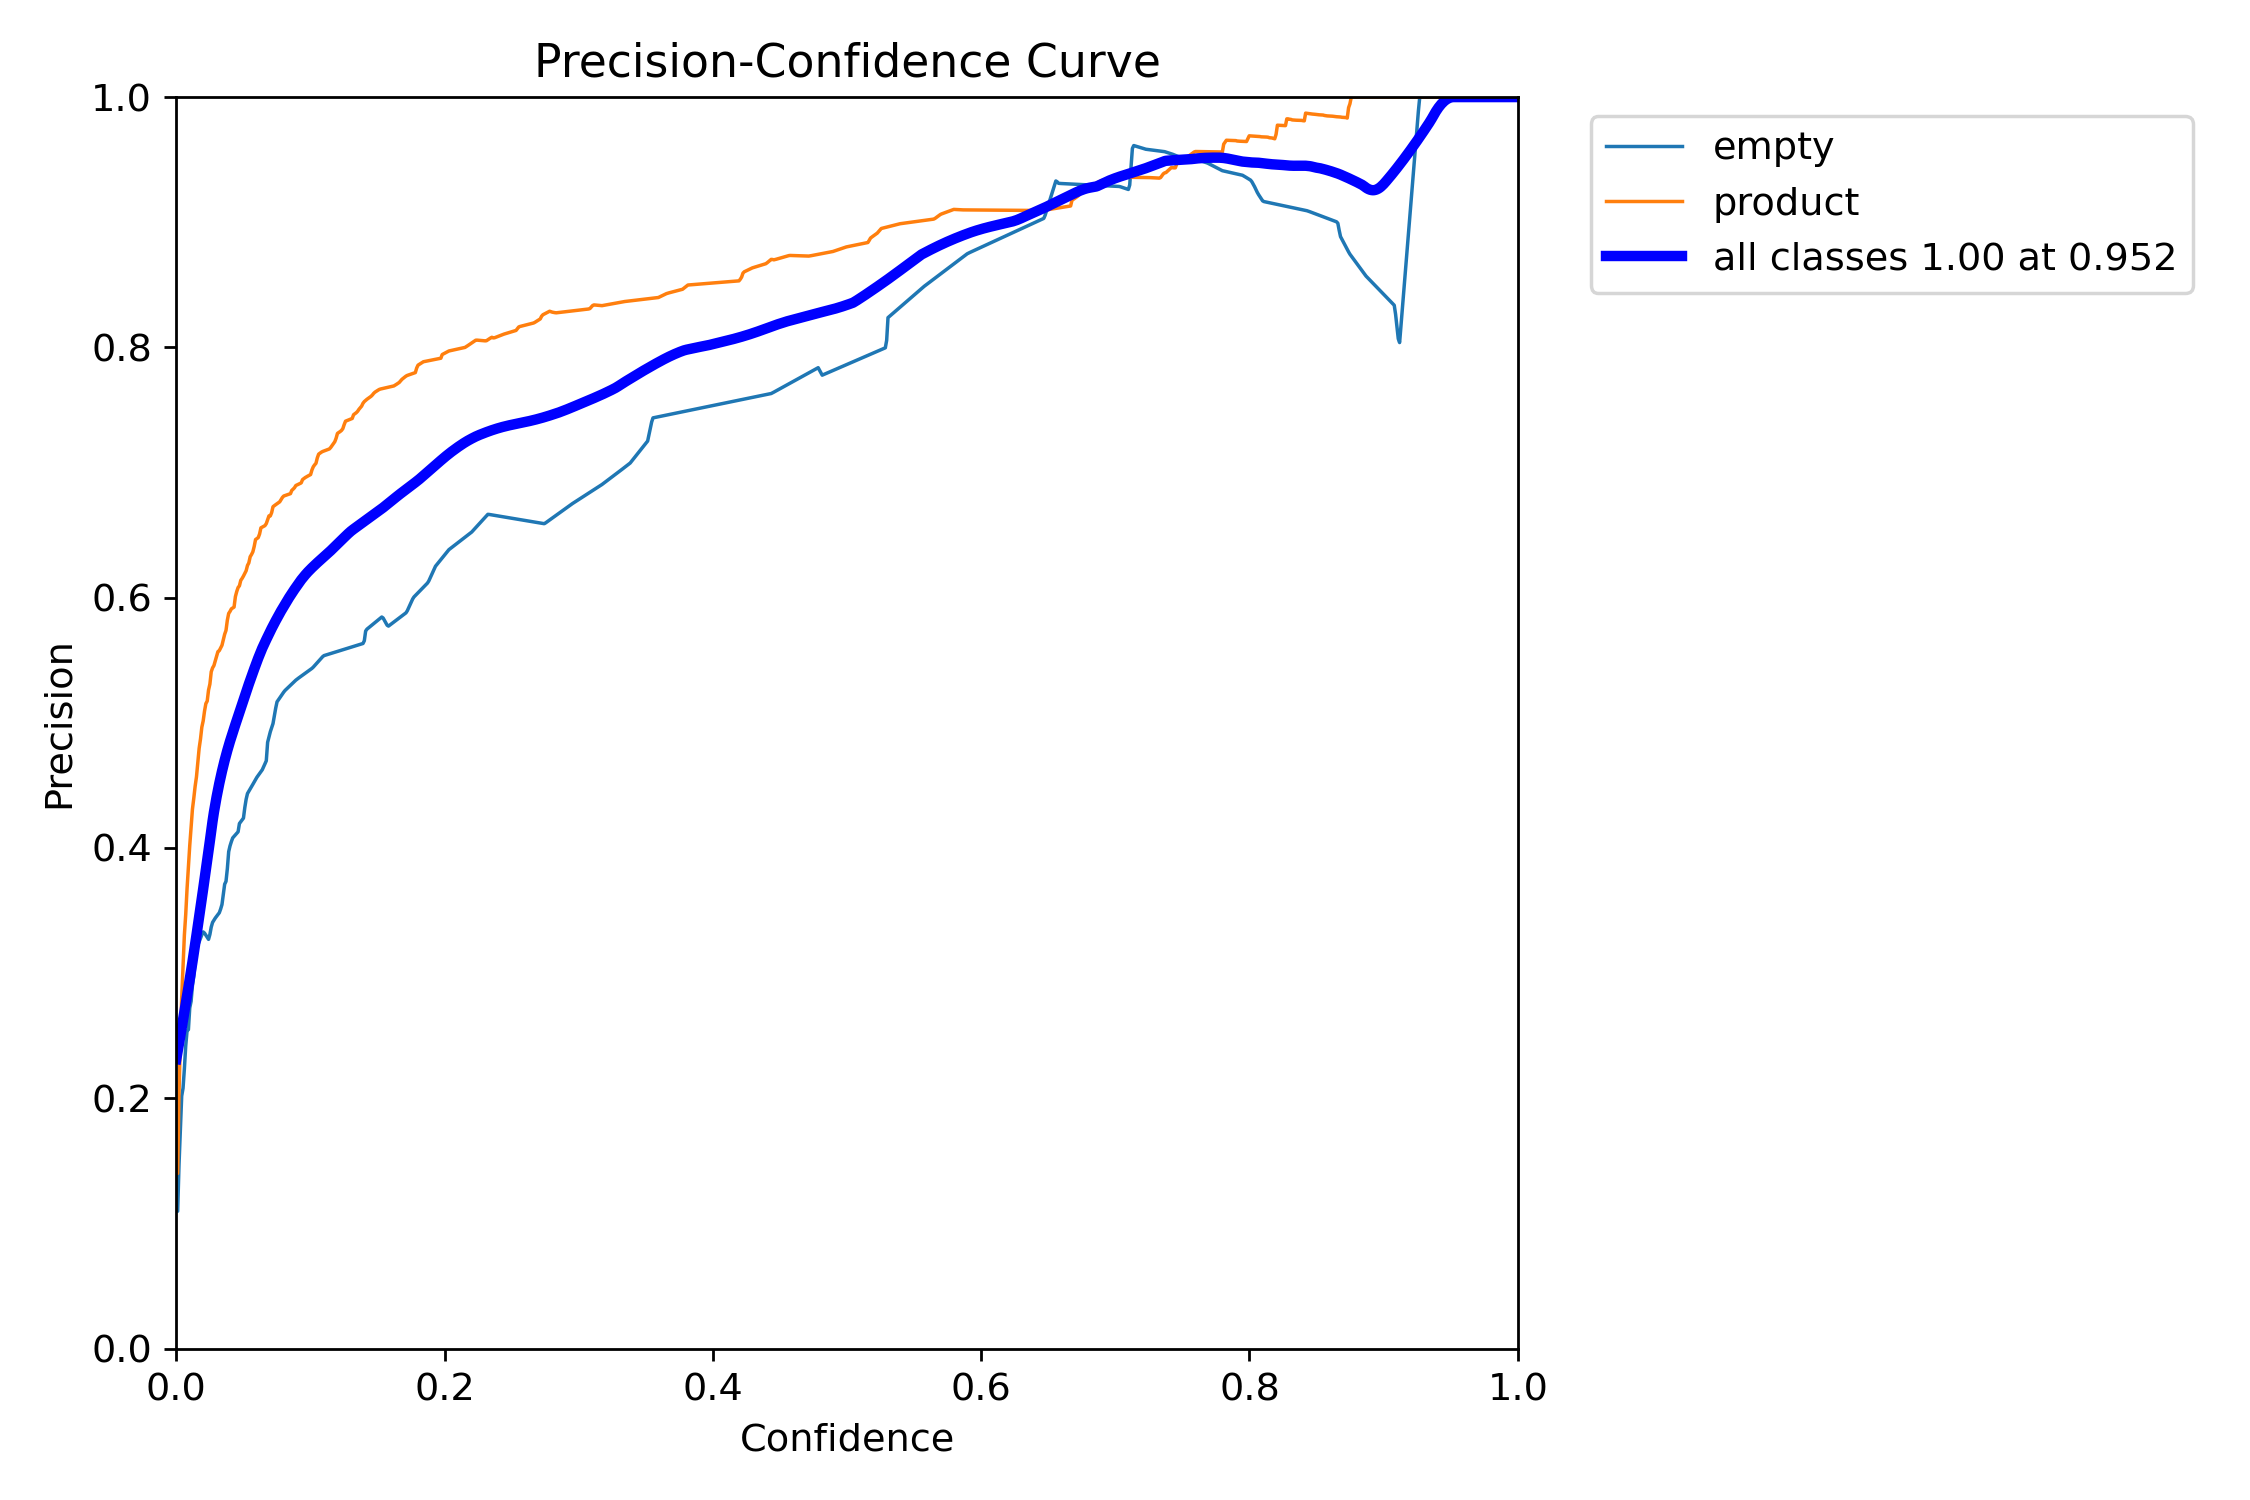 Precision-Confidence Curve
1.0
0.8
0.6
0.4
0.2
0.0
Precision
0.0 0.2 0.4 0.6 0.8 1.0
Confidence
empty
product
all classes 1.00 at 0.952